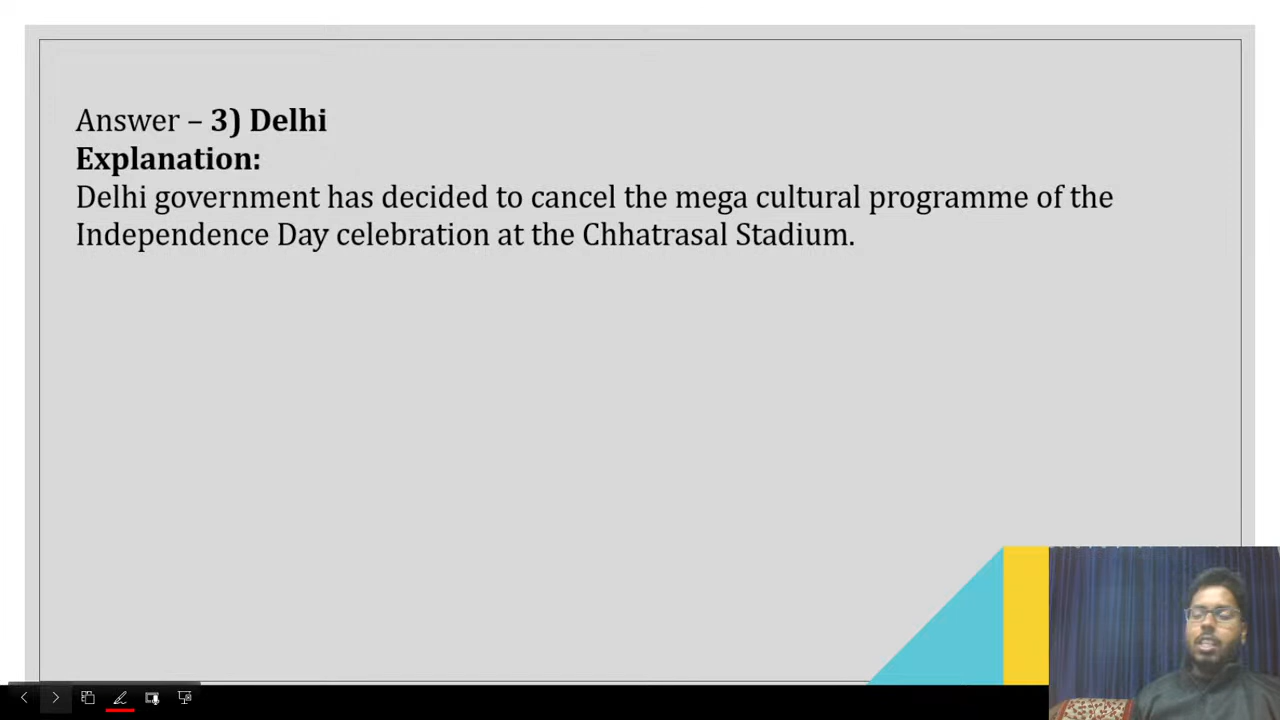 Answer – 3) Delhi
Explanation:
Delhi government has decided to cancel the mega cultural programme of the
Independence Day celebration at the Chhatrasal Stadium.